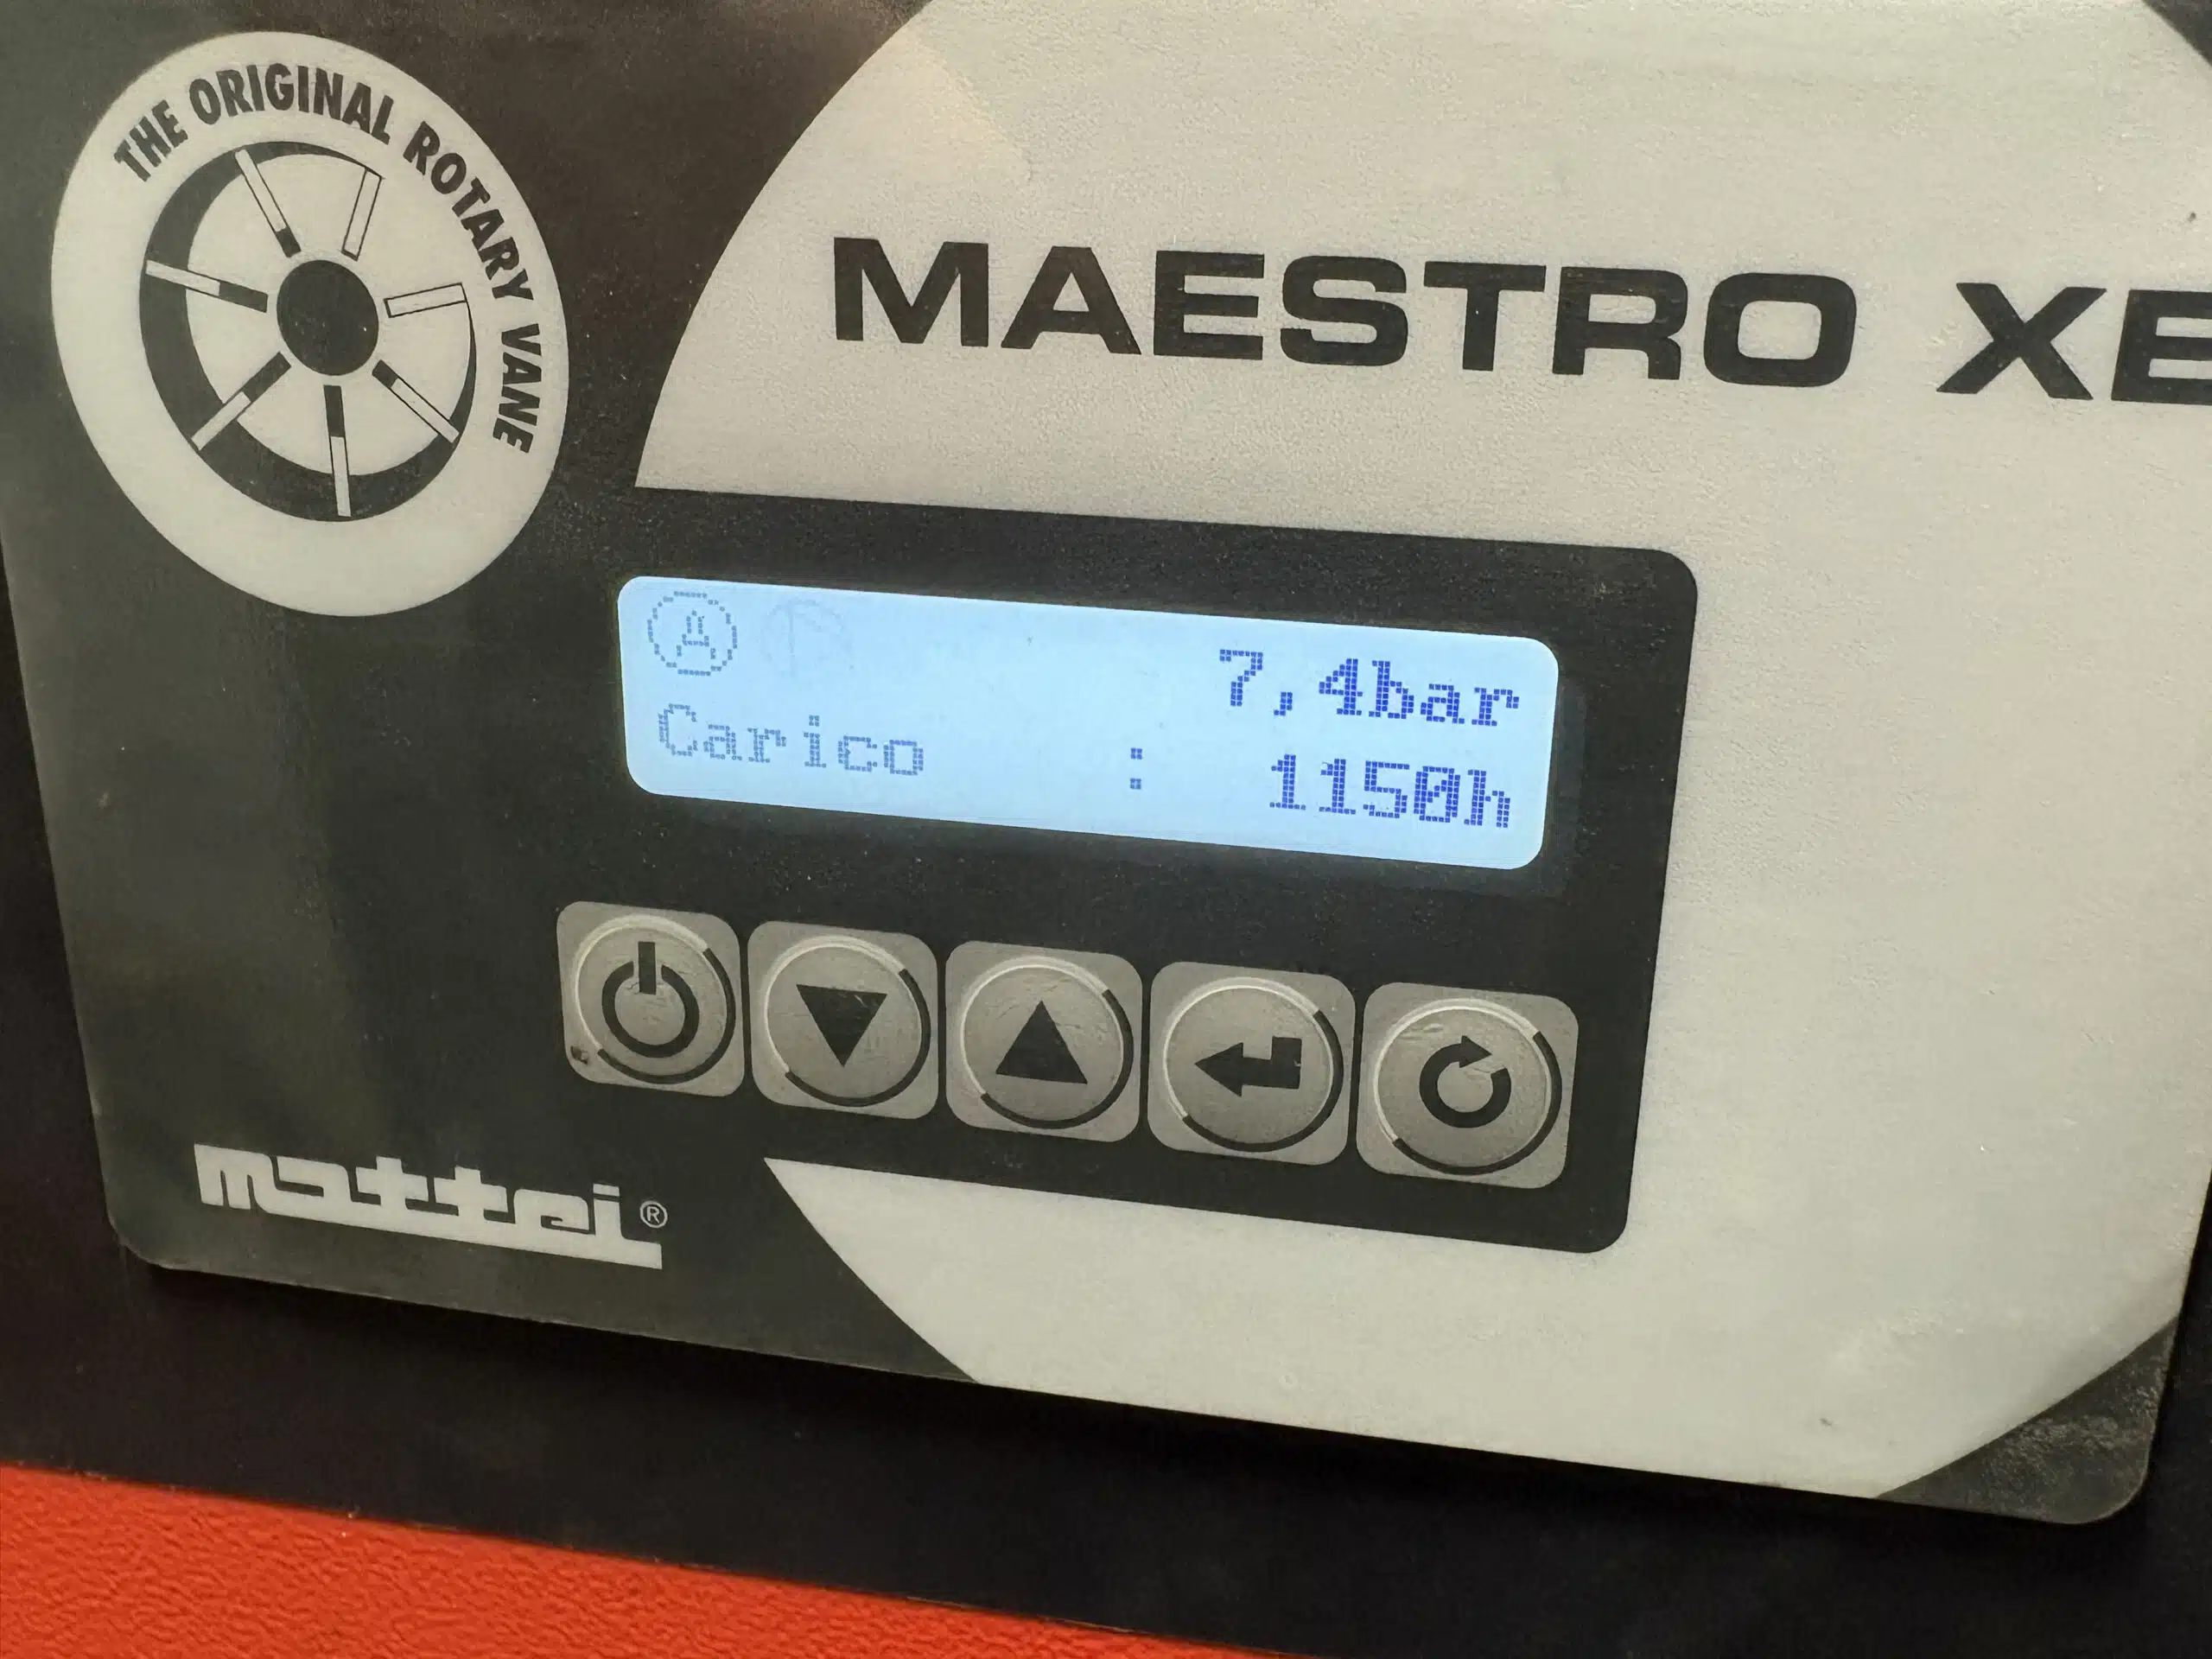 THE ORIGINAL ROTARY VANE
MAESTRO XE
7,4bar
Carico : 1150h
mattei®